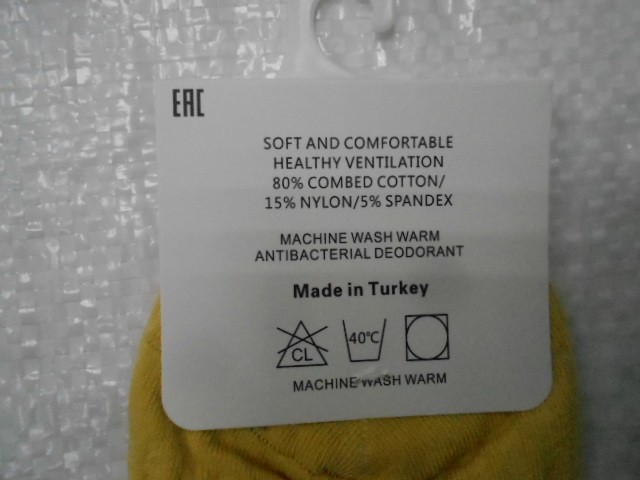 EAC
SOFT AND COMFORTABLE
HEALTHY VENTILATION
80% COMBED COTTON/
15% NYLON/5% SPANDEX
MACHINE WASH WARM
ANTIBACTERIAL DEODORANT
Made in Turkey
CL 40°C
MACHINE WASH WARM